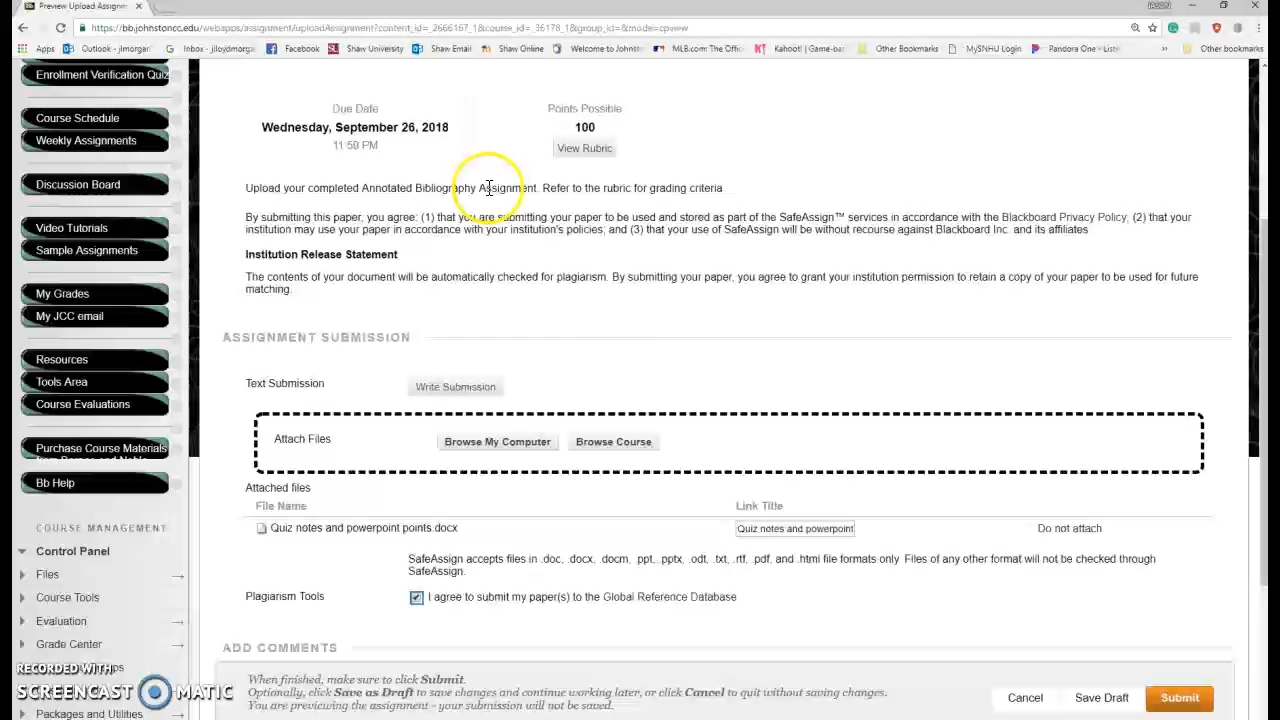 Preview Upload Assignm
JASON
https://bb.johnstoncc.edu/webapps/assignment/uploadAssignment?content_id=_2666167_1&course_id=_36178_1&group_id=&mode=cpview
Apps Outlook - jlmorgan Inbox - jlloydmorgan Facebook Shaw University Shaw Email Shaw Online Welcome to Johnst MLB.com The Offic Kahoot! | Game-ba Other Bookmarks MySNHU Login Pandora One - Liste » Other bookmarks
Enrollment Verification Quiz
Course Schedule
Weekly Assignments
Discussion Board
Video Tutorials
Sample Assignments
My Grades
My JCC email
Resources
Tools Area
Course Evaluations
Purchase Course Materials
from Barnes and Noble
Bb Help
COURSE MANAGEMENT
Control Panel
Files
Course Tools
Evaluation
Grade Center
Packages and Utilities
Due Date
Wednesday, September 26, 2018
11:59 PM
Points Possible
100
View Rubric
Upload your completed Annotated Bibliography Assignment. Refer to the rubric for grading criteria
By submitting this paper, you agree: (1) that you are submitting your paper to be used and stored as part of the SafeAssign™ services in accordance with the Blackboard Privacy Policy, (2) that your
institution may use your paper in accordance with your institution's policies; and (3) that your use of SafeAssign will be without recourse against Blackboard Inc. and its affiliates
Institution Release Statement
The contents of your document will be automatically checked for plagiarism. By submitting your paper, you agree to grant your institution permission to retain a copy of your paper to be used for future
matching.
ASSIGNMENT SUBMISSION
Text Submission Write Submission
Attach Files Browse My Computer Browse Course
Attached files
File Name Link Title
Quiz notes and powerpoint points.docx Quiz notes and powerpoint Do not attach
SafeAssign accepts files in .doc, .docx, .docm, .ppt, .pptx, .odt, .txt, .rtf, .pdf, and .html file formats only Files of any other format will not be checked through
SafeAssign.
Plagiarism Tools I agree to submit my paper(s) to the Global Reference Database
ADD COMMENTS
When finished, make sure to click Submit.
Optionally, click Save as Draft to save changes and continue working later, or click Cancel to quit without saving changes.
You are previewing the assignment - your submission will not be saved.
Cancel Save Draft Submit
RECORDED WITH
SCREENCAST MATIC